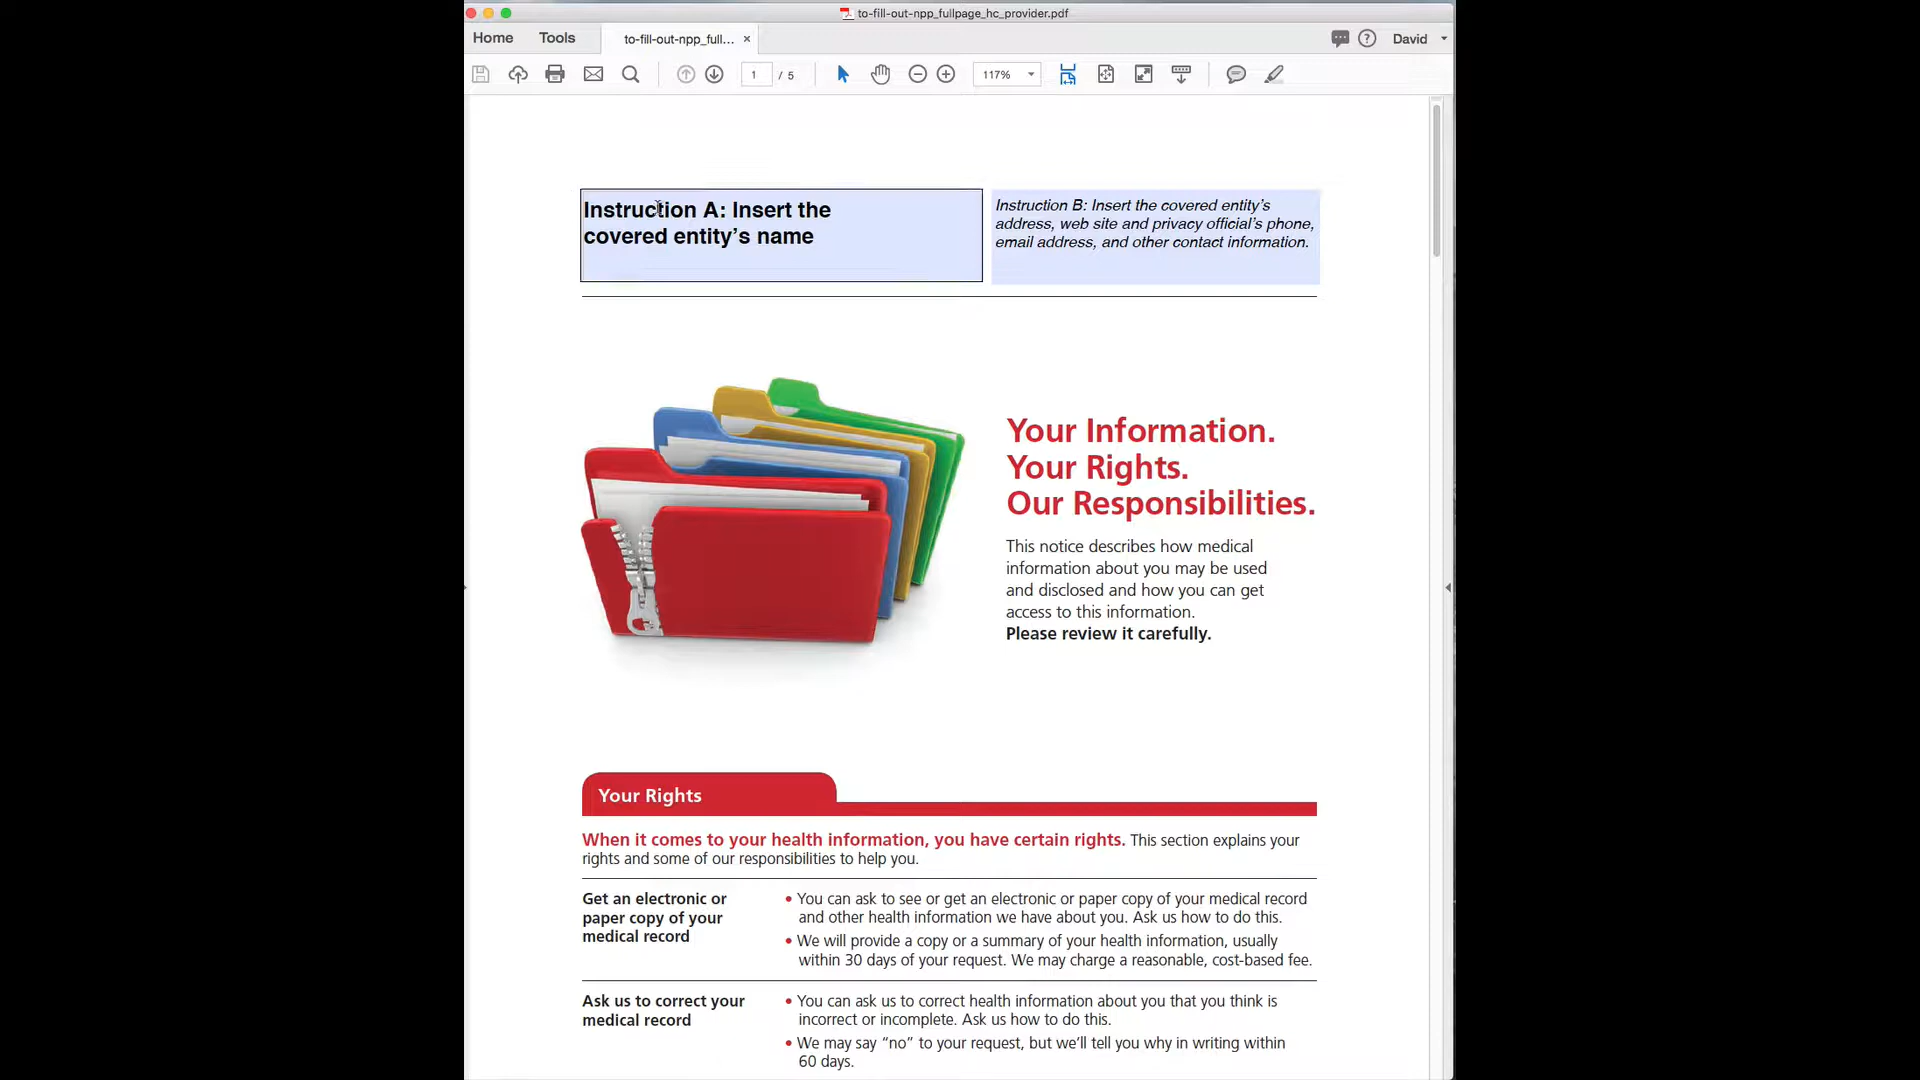 to-fill-out-npp_fullpage_hc_provider.pdf
Home
Tools
to-fill-out-npp_full... ×
David
1 / 5
117%
Instruction A: Insert the
covered entity’s name
Instruction B: Insert the covered entity’s
address, web site and privacy official’s phone,
email address, and other contact information.
Your Information.
Your Rights.
Our Responsibilities.
This notice describes how medical
information about you may be used
and disclosed and how you can get
access to this information.
Please review it carefully.
Your Rights
When it comes to your health information, you have certain rights. This section explains your
rights and some of our responsibilities to help you.
Get an electronic or
paper copy of your
medical record
• You can ask to see or get an electronic or paper copy of your medical record
and other health information we have about you. Ask us how to do this.
• We will provide a copy or a summary of your health information, usually
within 30 days of your request. We may charge a reasonable, cost-based fee.
Ask us to correct your
medical record
• You can ask us to correct health information about you that you think is
incorrect or incomplete. Ask us how to do this.
• We may say “no” to your request, but we’ll tell you why in writing within
60 days.